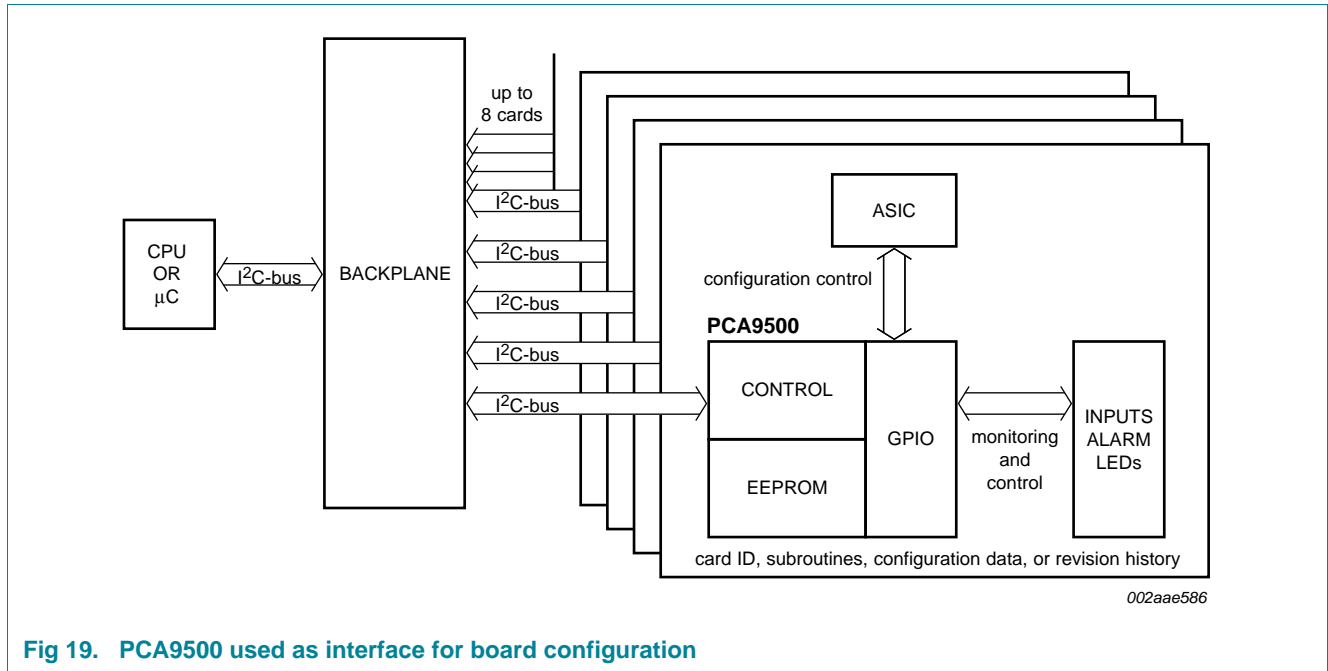 up to
8 cards
I2C-bus
I2C-bus
I2C-bus
I2C-bus
I2C-bus
I2C-bus
CPU
OR
μC
BACKPLANE
ASIC
configuration control
PCA9500
CONTROL
GPIO
EEPROM
monitoring
and
control
INPUTS
ALARM
LEDs
card ID, subroutines, configuration data, or revision history
002aae586
Fig 19. PCA9500 used as interface for board configuration